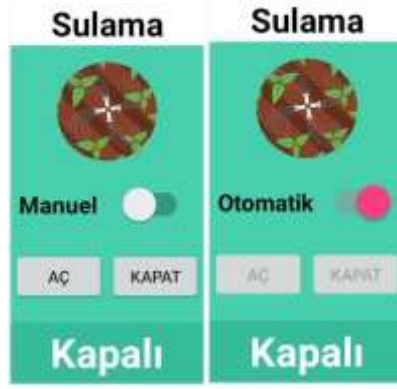 Sulama
Manuel
AÇ KAPAT
Kapalı
Sulama
Otomatik
AÇ KAPAT
Kapalı